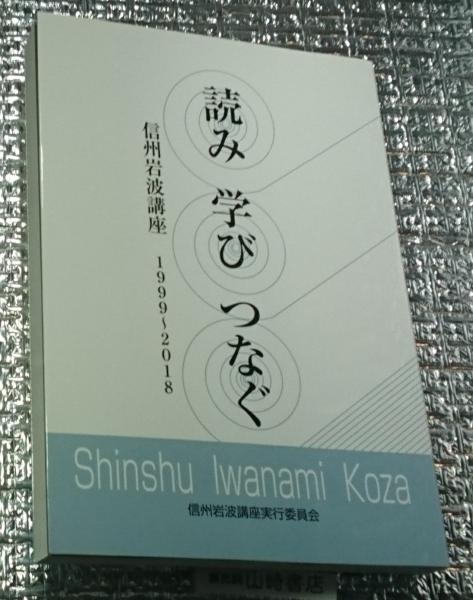 読み 学び つなぐ
信州岩波講座 1999～2018
Shinshu Iwanami Koza
信州岩波講座実行委員会
山崎書店